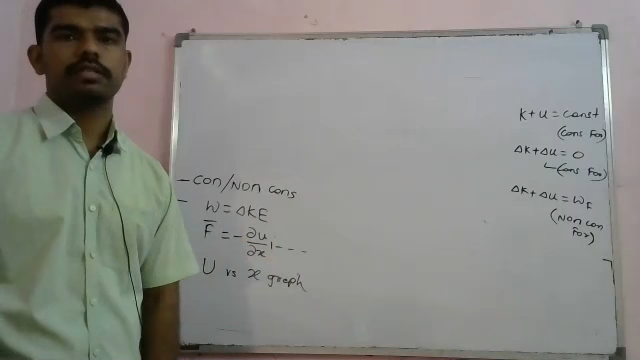 - CON/NON CONS
- W = ΔKE
F̅ = - ∂u/∂x i - - - -
U vs x graph
K+U = Const
(Cons For)
ΔK+ΔU = 0
(Cons For)
ΔK+ΔU = WE
(Non Con
For)